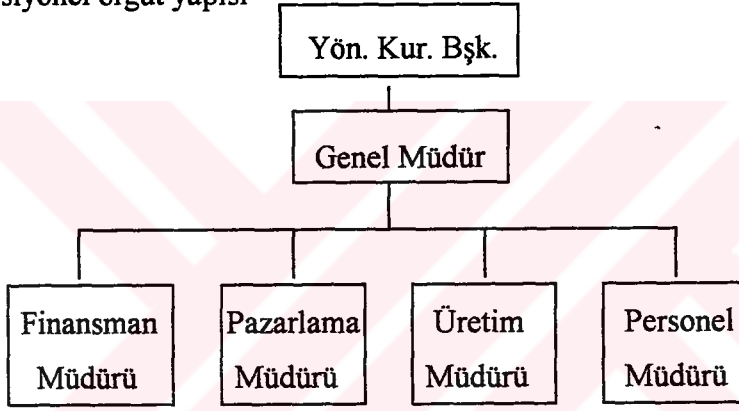 siyonel örgüt yapısı
Yön. Kur. Bşk.
Genel Müdür
Finansman
Müdürü
Pazarlama
Müdürü
Üretim
Müdürü
Personel
Müdürü